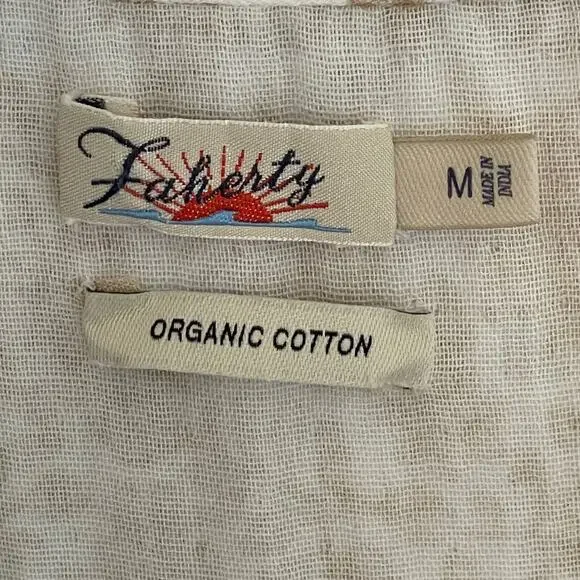 Faherty
M
MADE IN
INDIA
ORGANIC COTTON